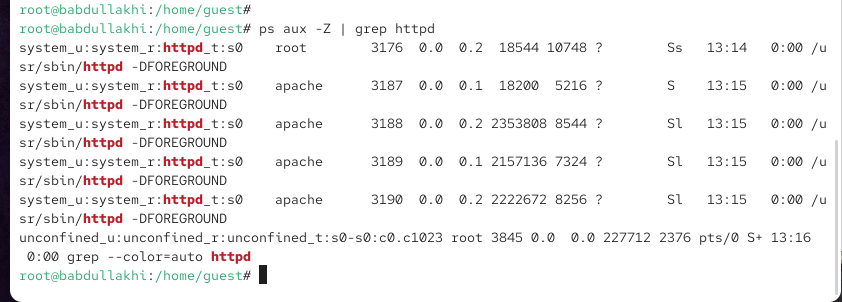 root@babdullakhi:/home/guest#
root@babdullakhi:/home/guest# ps aux -Z | grep httpd
system_u:system_r:httpd_t:s0    root        3176  0.0  0.2  18544 10748 ?        Ss   13:14   0:00 /u
sr/sbin/httpd -DFOREGROUND
system_u:system_r:httpd_t:s0    apache      3187  0.0  0.1  18200  5216 ?        S    13:15   0:00 /u
sr/sbin/httpd -DFOREGROUND
system_u:system_r:httpd_t:s0    apache      3188  0.0  0.2 2353808 8544 ?        Sl   13:15   0:00 /u
sr/sbin/httpd -DFOREGROUND
system_u:system_r:httpd_t:s0    apache      3189  0.0  0.1 2157136 7324 ?        Sl   13:15   0:00 /u
sr/sbin/httpd -DFOREGROUND
system_u:system_r:httpd_t:s0    apache      3190  0.0  0.2 2222672 8256 ?        Sl   13:15   0:00 /u
sr/sbin/httpd -DFOREGROUND
unconfined_u:unconfined_r:unconfined_t:s0-s0:c0.c1023 root 3845 0.0  0.0 227712 2376 pts/0 S+ 13:16
 0:00 grep --color=auto httpd
root@babdullakhi:/home/guest#